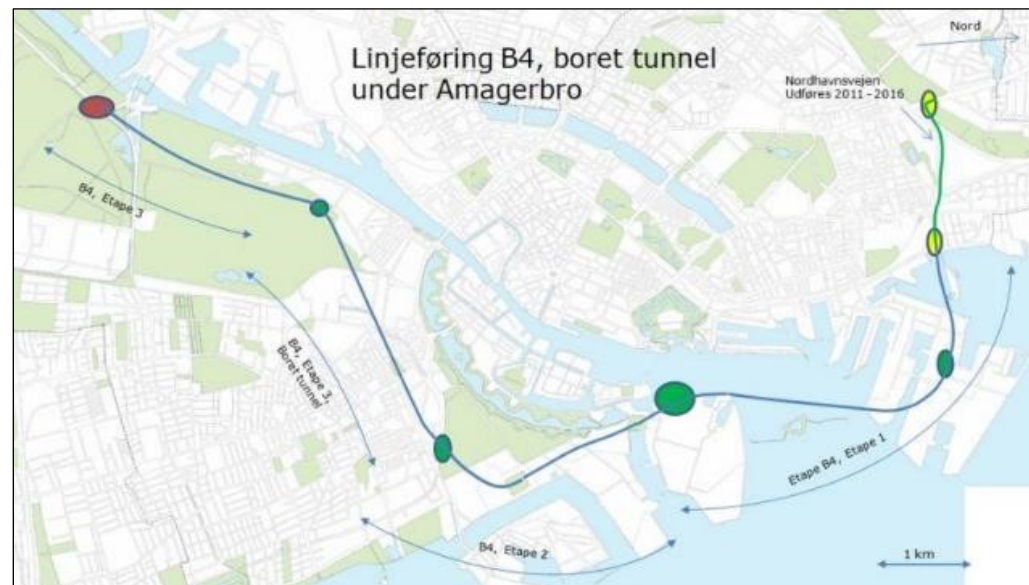 Linjeføring B4, boret tunnel
under Amagerbro
Nord
Nordhavnsvejen
Udføres 2011-2016
B4, Etape 3
B4, Etape 3,
Boret tunnel
B4, Etape 2
Etape B4, Etape 1
1 km